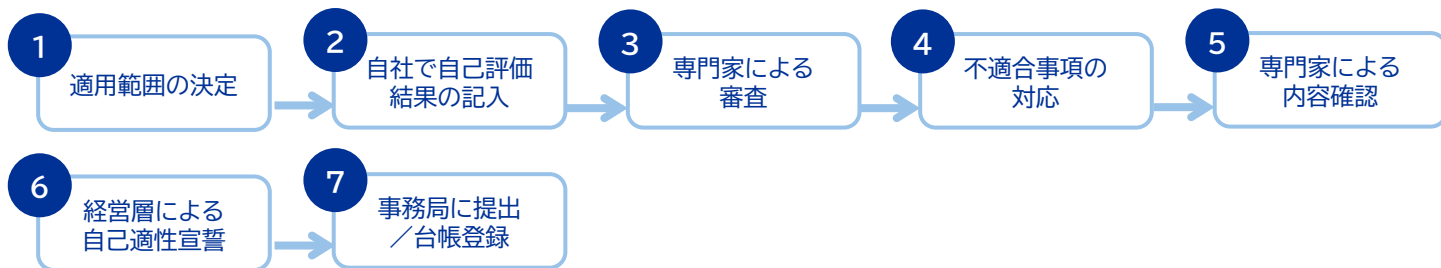 1
適用範囲の決定
2
自社で自己評価
結果の記入
3
専門家による
審査
4
不適合事項の
対応
5
専門家による
内容確認
6
経営層による
自己適性宣誓
7
事務局に提出
／台帳登録